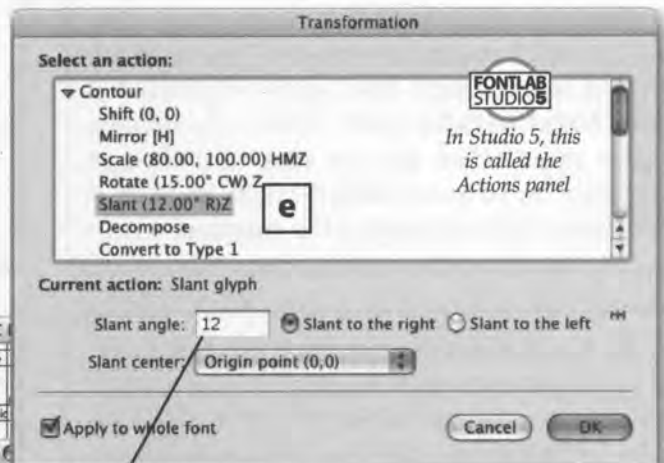 Transformation
Select an action:
Contour
Shift (0, 0)
Mirror [H]
Scale (80.00, 100.00) HMZ
Rotate (15.00° CW) Z
Slant (12.00° R)Z
Decompose
Convert to Type 1
FONTLAB
STUDIO5
In Studio 5, this
is called the
Actions panel
e
Current action: Slant glyph
Slant angle: 12 Slant to the right Slant to the left
Slant center: Origin point (0,0)
Apply to whole font Cancel OK